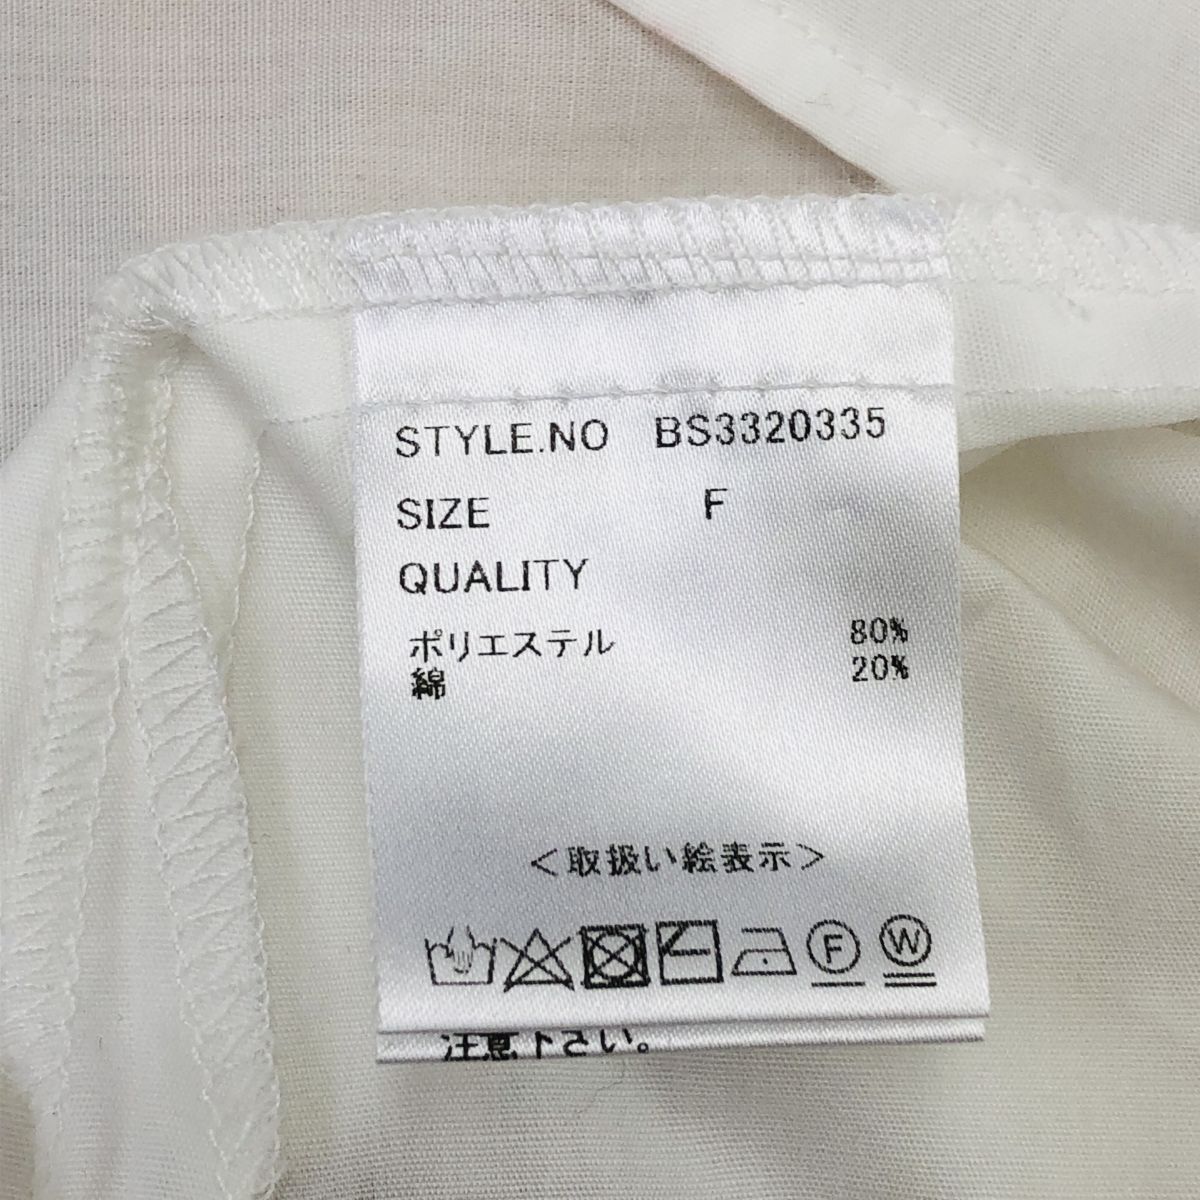 STYLE.NO BS3320335
SIZE F
QUALITY
ポリエステル 80%
綿 20%
<取扱い絵表示>
F W
注意下さい。